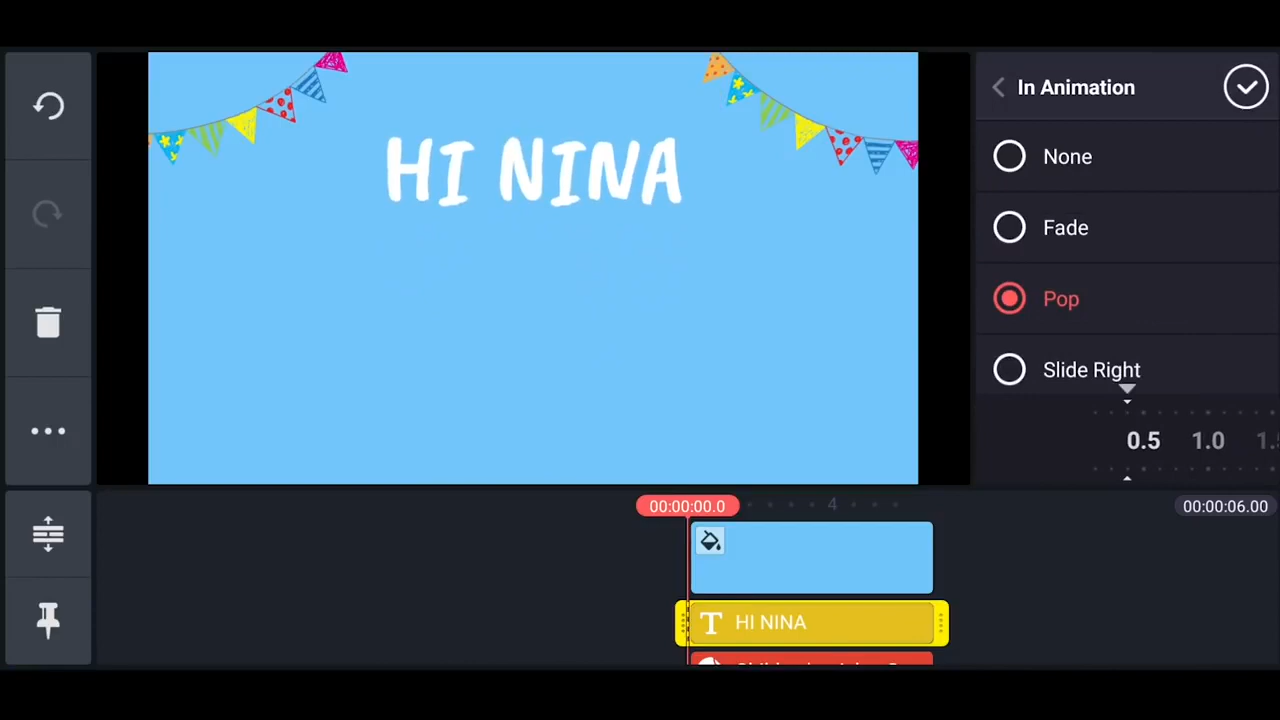 In Animation
None
Fade
Pop
Slide Right
0.5 1.0
HI NINA
00:00:00.0 4 00:00:06.00
HI NINA